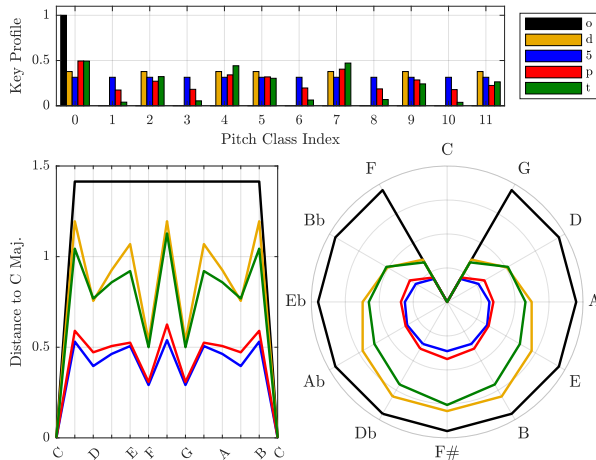 Key Profile
1
0.5
0
0 1 2 3 4 5 6 7 8 9 10 11
Pitch Class Index
o
d
5
p
t
Distance to C Maj.
1.5
1
0.5
0
C D E F G A B C
C
G
D
A
E
B
F#
Db
Ab
Eb
Bb
F